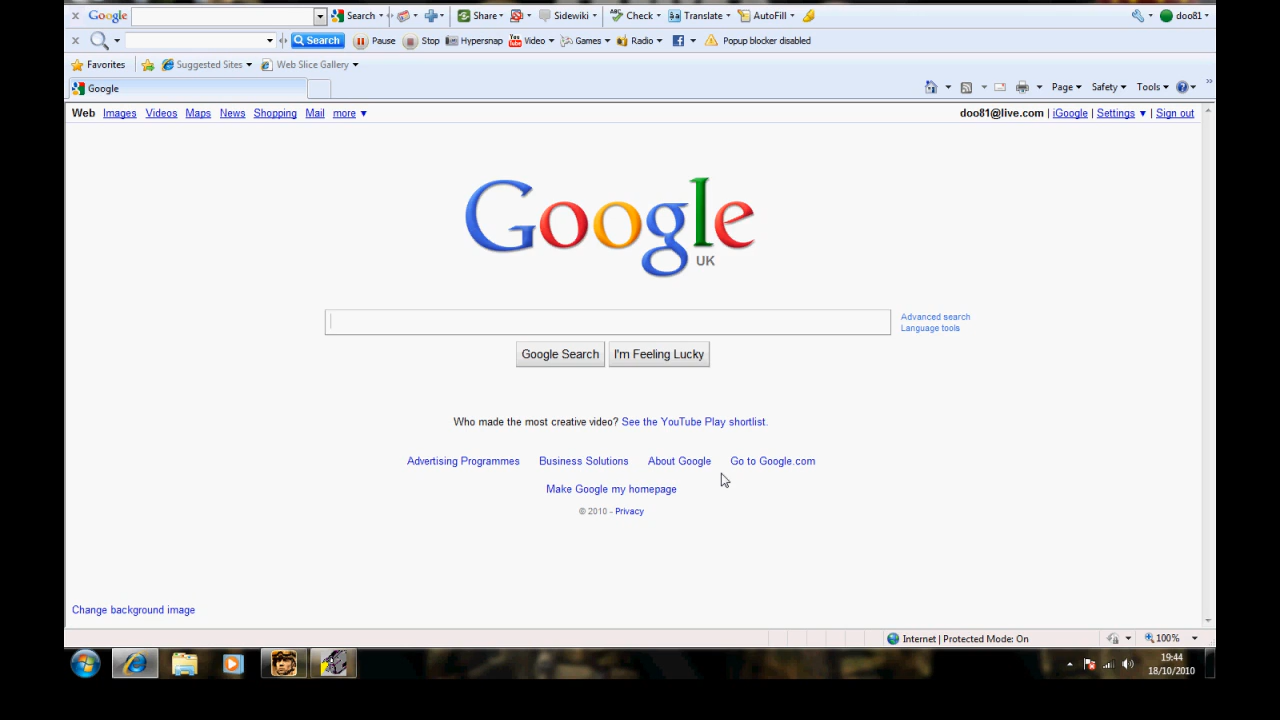 x Google Search Share Sidewiki Check Translate AutoFill doo81
x Search Pause Stop Hypersnap Video Games Radio Popup blocker disabled
Favorites Suggested Sites Web Slice Gallery
Google Page Safety Tools
Web Images Videos Maps News Shopping Mail more doo81@live.com | iGoogle | Settings | Sign out
Google
UK
Advanced search
Language tools
Google Search I'm Feeling Lucky
Who made the most creative video? See the YouTube Play shortlist.
Advertising Programmes Business Solutions About Google Go to Google.com
Make Google my homepage
© 2010 - Privacy
Change background image
Internet | Protected Mode: On 100%
19:44
18/10/2010